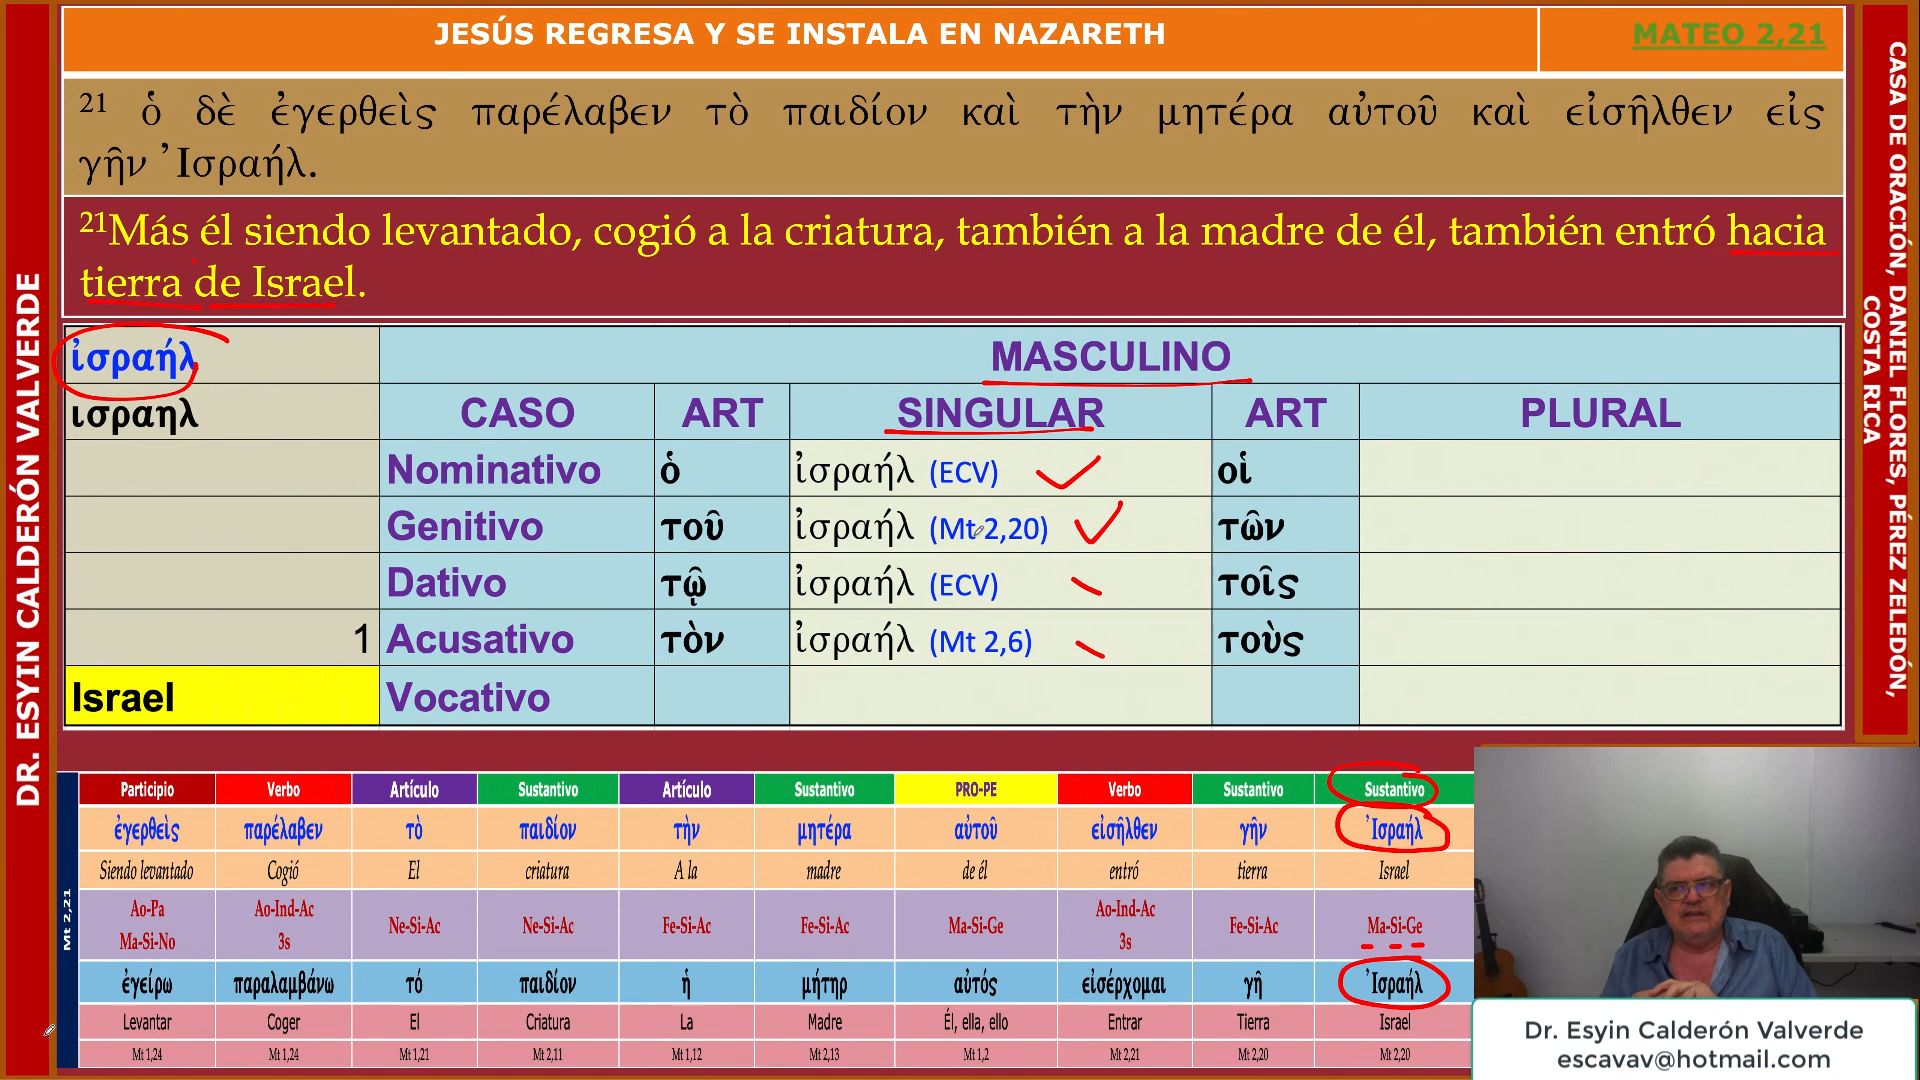 JESÚS REGRESA Y SE INSTALA EN NAZARETH
MATEO 2,21
21 ὁ δὲ ἐγερθεὶς παρέλαβεν τὸ παιδίον καὶ τὴν μητέρα αὐτοῦ καὶ εἰσῆλθεν εἰς
γῆν Ἰσραήλ.
21Más él siendo levantado, cogió a la criatura, también a la madre de él, también entró hacia
tierra de Israel.
ἰσραήλ MASCULINO
ισραηλ CASO ART SINGULAR ART PLURAL
Nominativo ὁ ἰσραήλ (ECV) οἱ
Genitivo τοῦ ἰσραήλ (Mt 2,20) τῶν
Dativo τῷ ἰσραήλ (ECV) τοῖς
1 Acusativo τὸν ἰσραήλ (Mt 2,6) τοὺς
Israel Vocativo
Mt 2,21
Participio Verbo Artículo Sustantivo Artículo Sustantivo PRO-PE Verbo Sustantivo Sustantivo
ἐγερθεὶς παρέλαβεν τὸ παιδίον τὴν μητέρα αὐτοῦ εἰσῆλθεν γῆν Ἰσραήλ
Siendo levantado Cogió El criatura A la madre de él entró tierra Israel
Ao-Pa Ao-Ind-Ac Ne-Si-Ac Ne-Si-Ac Fe-Si-Ac Fe-Si-Ac Ma-Si-Ge Ao-Ind-Ac Fe-Si-Ac Ma-Si-Ge
Ma-Si-No 3s 3s
ἐγείρω παραλαμβάνω τό παιδίον ἡ μήτηρ αὐτός εἰσέρχομαι γῆ Ἰσραήλ
Levantar Coger El Criatura La Madre Él, ella, ello Entrar Tierra Israel
Mt 1,24 Mt 1,24 Mt 1,21 Mt 2,11 Mt 1,12 Mt 2,13 Mt 1,2 Mt 2,21 Mt 2,20 Mt 2,20
DR. ESYIN CALDERÓN VALVERDE
CASA DE ORACIÓN, DANIEL FLORES, PÉREZ ZELEDÓN,
COSTA RICA
Dr. Esyin Calderón Valverde
escavav@hotmail.com